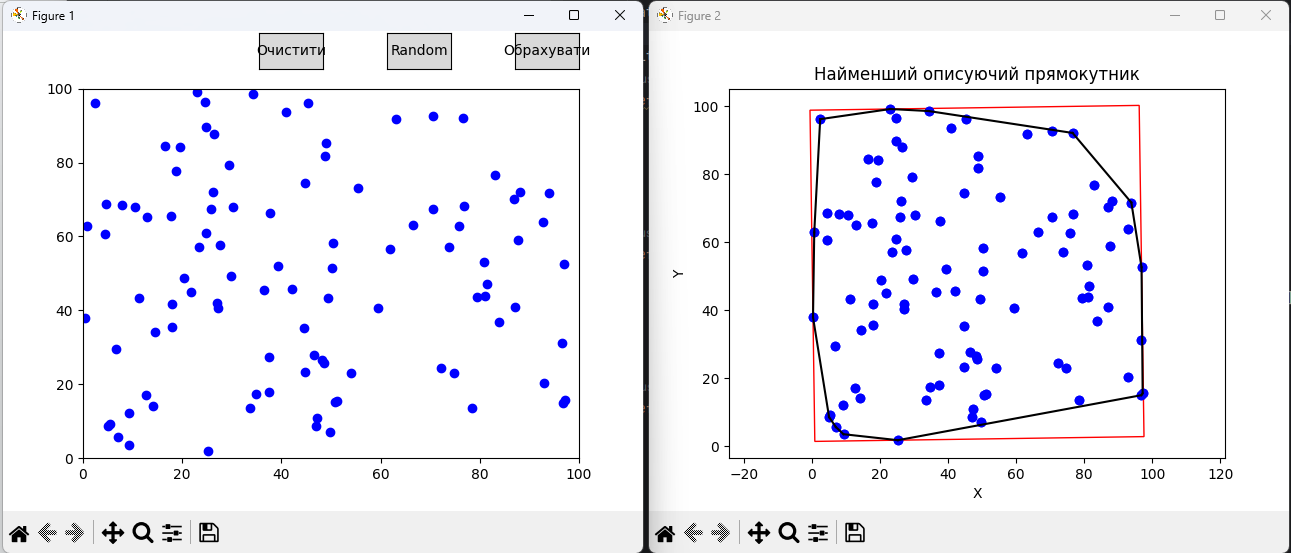 Figure 1
Очистити
Random
Обрахувати
100
80
60
40
20
0
0 20 40 60 80 100
Figure 2
Найменший описуючий прямокутник
100
80
60
40
20
0
Y
−20 0 20 40 60 80 100 120
X